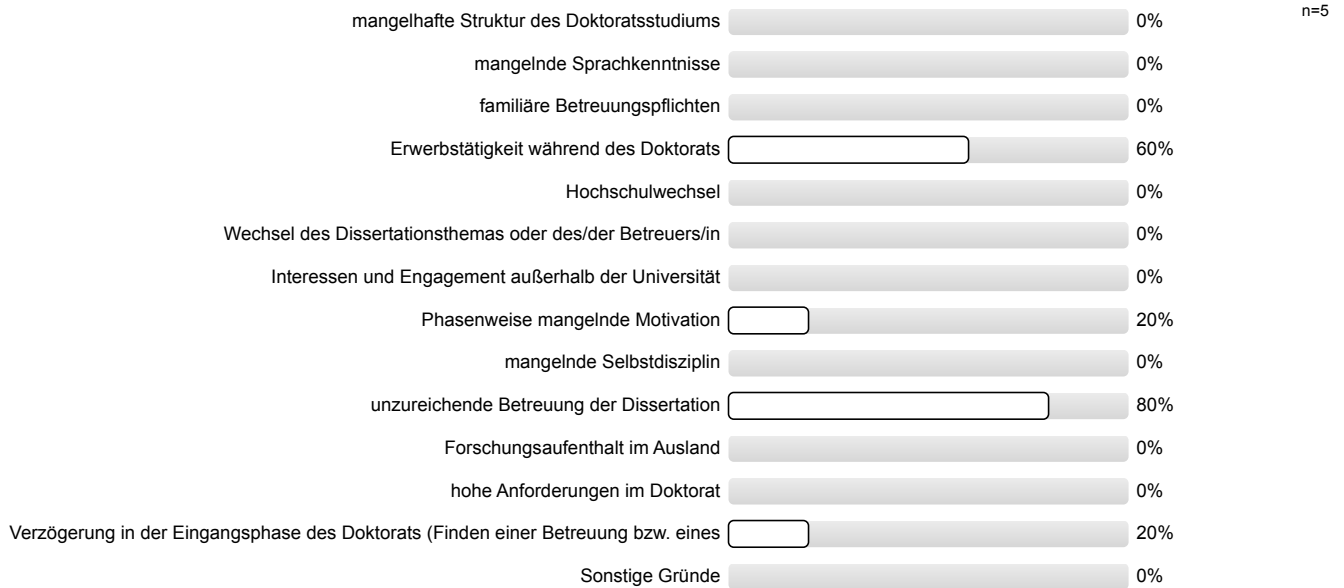 n=5
mangelhafte Struktur des Doktoratsstudiums 0%
mangelnde Sprachkenntnisse 0%
familiäre Betreuungspflichten 0%
Erwerbstätigkeit während des Doktorats 60%
Hochschulwechsel 0%
Wechsel des Dissertationsthemas oder des/der Betreuers/in 0%
Interessen und Engagement außerhalb der Universität 0%
Phasenweise mangelnde Motivation 20%
mangelnde Selbstdisziplin 0%
unzureichende Betreuung der Dissertation 80%
Forschungsaufenthalt im Ausland 0%
hohe Anforderungen im Doktorat 0%
Verzögerung in der Eingangsphase des Doktorats (Finden einer Betreuung bzw. eines 20%
Sonstige Gründe 0%